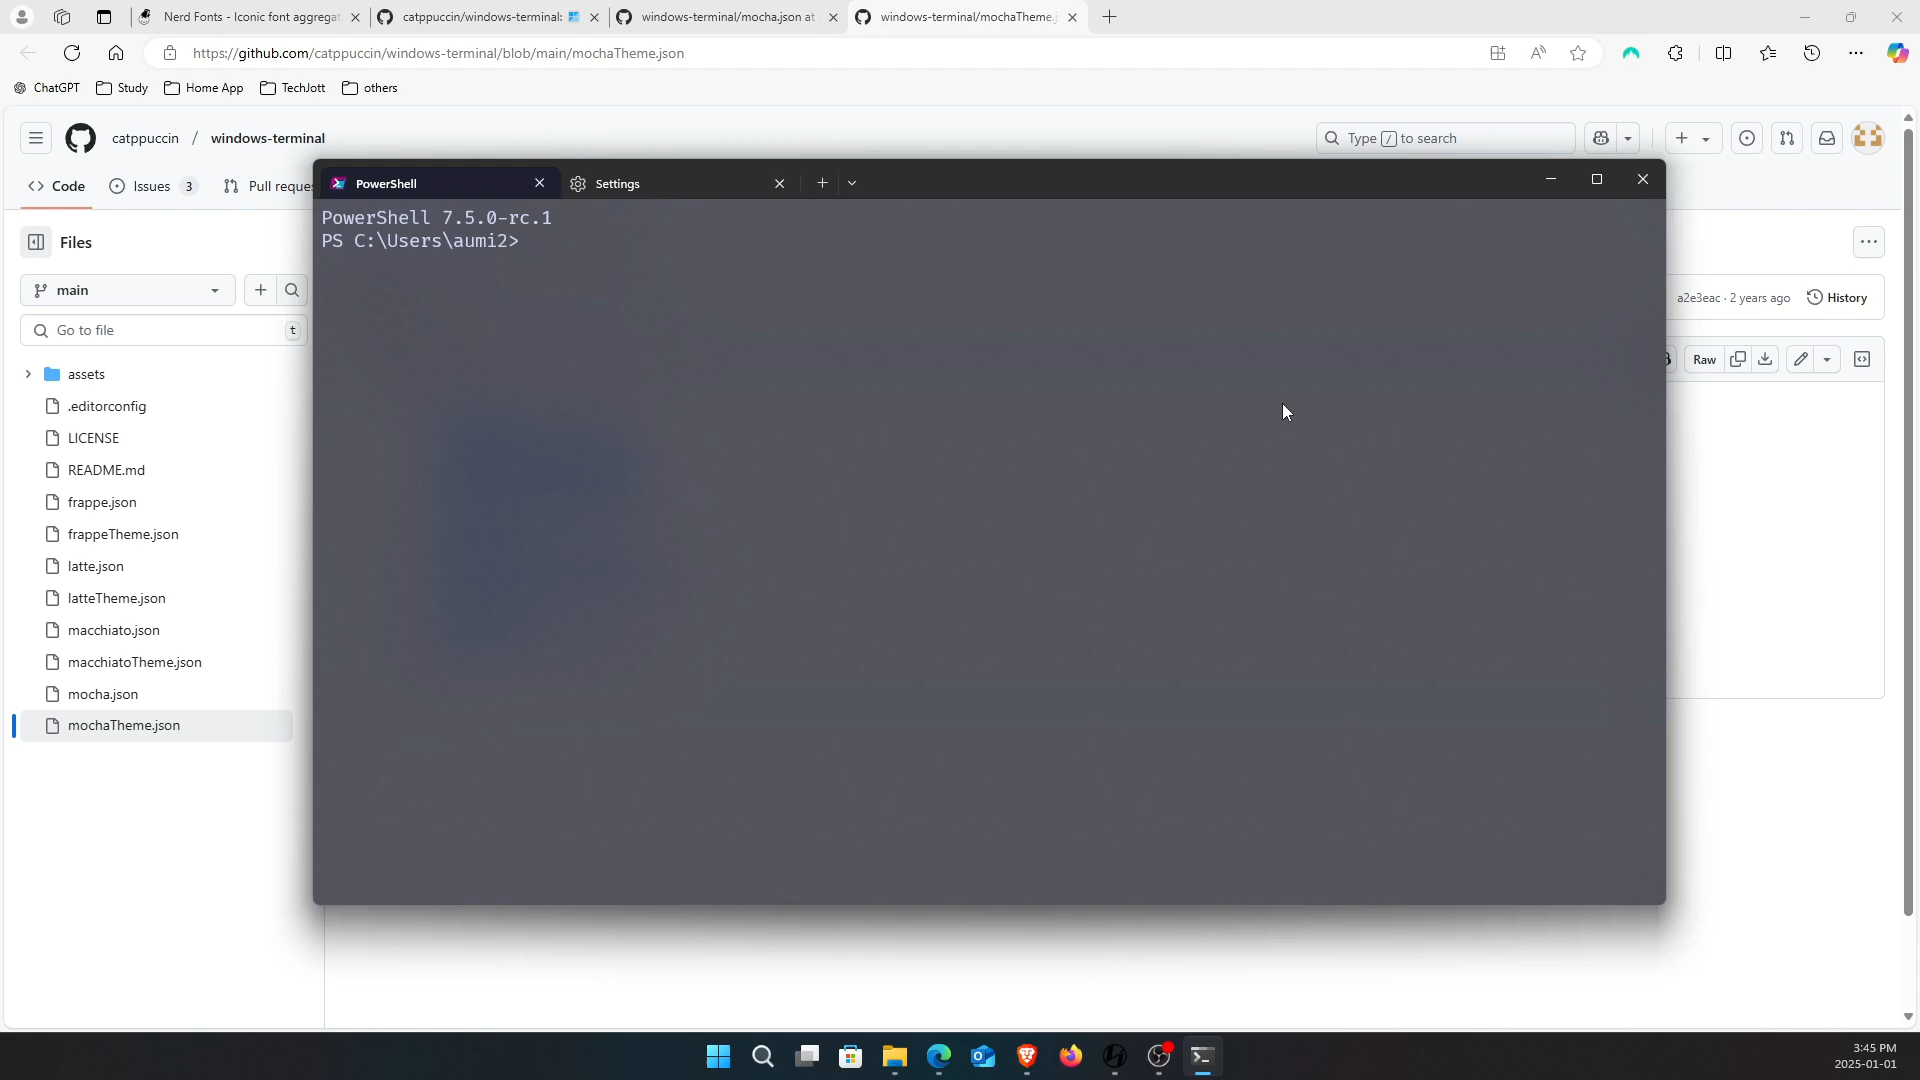 Nerd Fonts - Iconic font aggregat
catppuccin/windows-terminal:
windows-terminal/mocha.json at
windows-terminal/mochaTheme.j
https://github.com/catppuccin/windows-terminal/blob/main/mochaTheme.json
ChatGPT
Study
Home App
TechJott
others
catppuccin / windows-terminal
Type / to search
Code
Issues 3
Pull reques
PowerShell
Settings
PowerShell 7.5.0-rc.1
PS C:\Users\aumi2>
Files
main
Go to file
t
a2e3eac · 2 years ago
History
Raw
assets
.editorconfig
LICENSE
README.md
frappe.json
frappeTheme.json
latte.json
latteTheme.json
macchiato.json
macchiatoTheme.json
mocha.json
mochaTheme.json
3:45 PM
2025-01-01